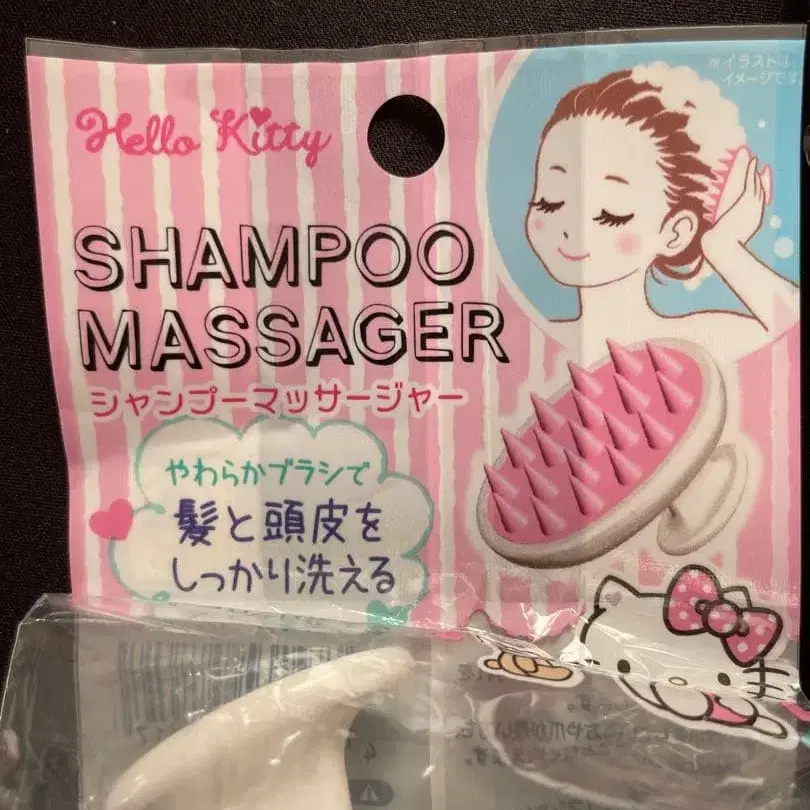 Hello Kitty
※イラストは
イメージです
SHAMPOO
MASSAGER
シャンプーマッサージャー
やわらかブラシで
髪と頭皮を
しっかり洗える